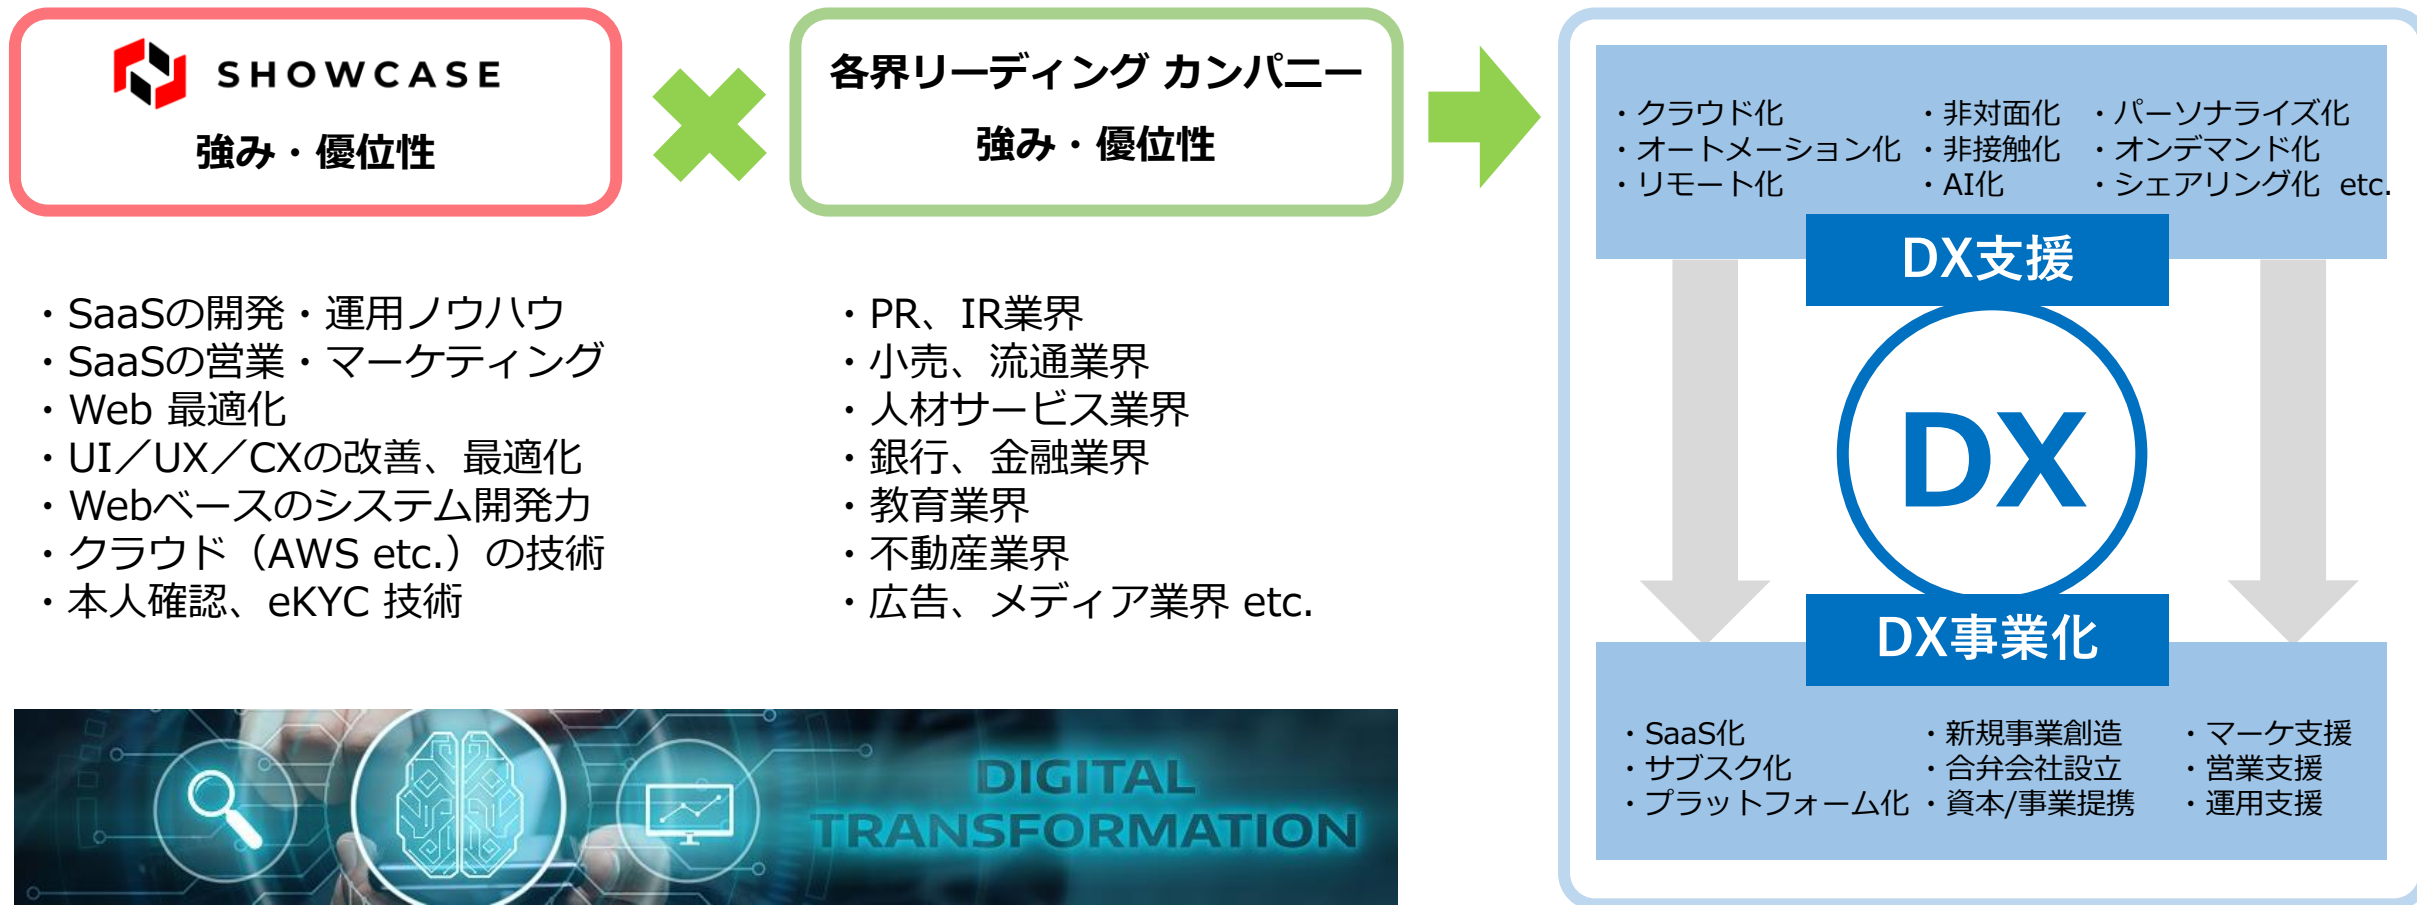 SHOWCASE
強み・優位性
各界リーディング カンパニー
強み・優位性
・SaaSの開発・運用ノウハウ
・SaaSの営業・マーケティング
・Web 最適化
・UI／UX／CXの改善、最適化
・Webベースのシステム開発力
・クラウド（AWS etc.）の技術
・本人確認、eKYC 技術
・PR、IR業界
・小売、流通業界
・人材サービス業界
・銀行、金融業界
・教育業界
・不動産業界
・広告、メディア業界 etc.
DIGITAL
TRANSFORMATION
・クラウド化
・オートメーション化
・リモート化
・非対面化
・非接触化
・AI化
・パーソナライズ化
・オンデマンド化
・シェアリング化 etc.
DX支援
DX
DX事業化
・SaaS化
・サブスク化
・プラットフォーム化
・新規事業創造
・合弁会社設立
・資本/事業提携
・マーケ支援
・営業支援
・運用支援